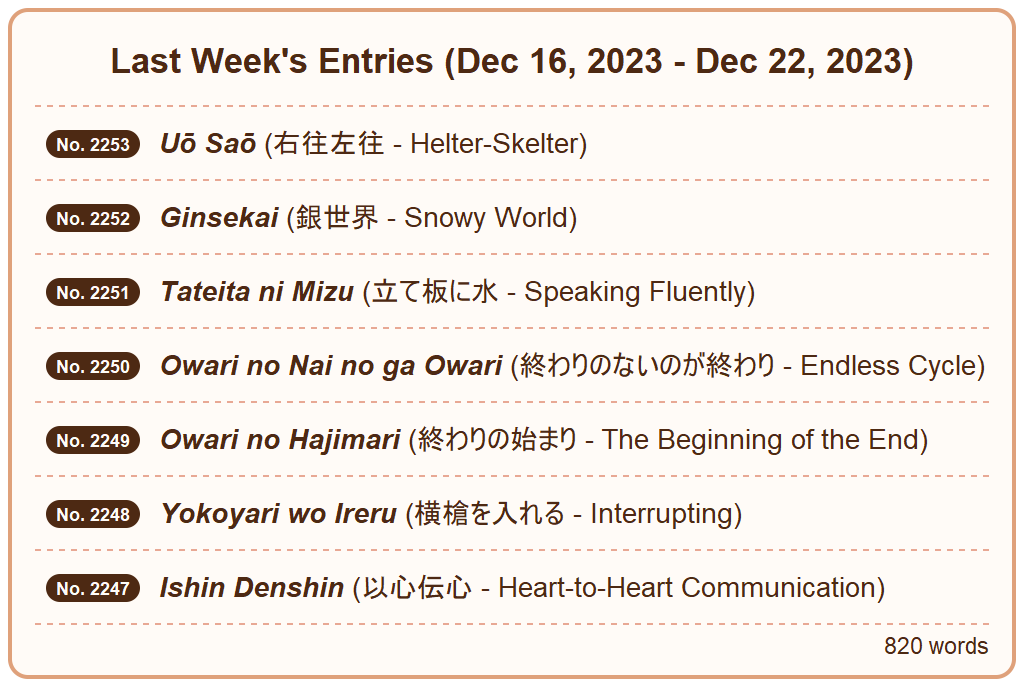 Last Week's Entries (Dec 16, 2023 - Dec 22, 2023)
No. 2253 Uō Saō (右往左往 - Helter-Skelter)
No. 2252 Ginsekai (銀世界 - Snowy World)
No. 2251 Tateita ni Mizu (立て板に水 - Speaking Fluently)
No. 2250 Owari no Nai no ga Owari (終わりのないのが終わり - Endless Cycle)
No. 2249 Owari no Hajimari (終わりの始まり - The Beginning of the End)
No. 2248 Yokoyari wo Ireru (横槍を入れる - Interrupting)
No. 2247 Ishin Denshin (以心伝心 - Heart-to-Heart Communication)
820 words